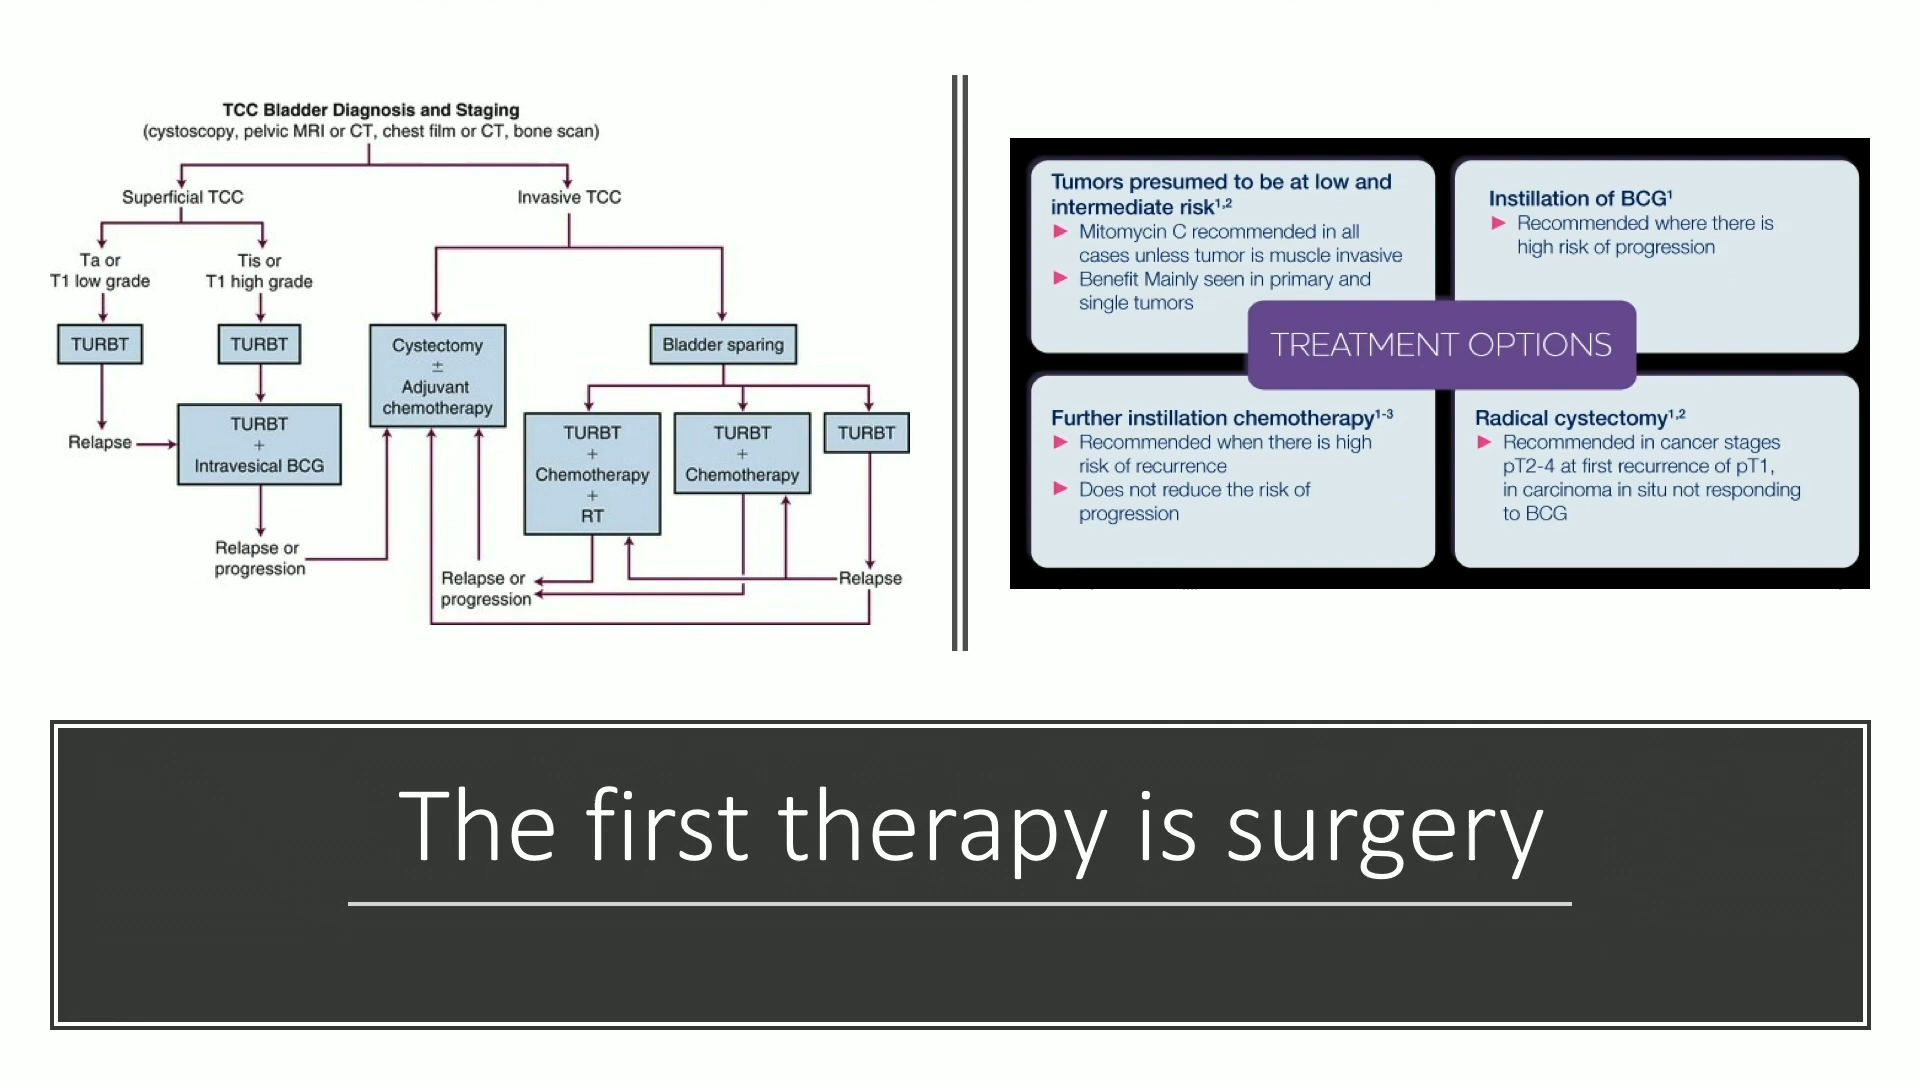 TCC Bladder Diagnosis and Staging
(cystoscopy, pelvic MRI or CT, chest film or CT, bone scan)
Superficial TCC
Invasive TCC
Ta or
T1 low grade
Tis or
T1 high grade
TURBT
TURBT
Cystectomy
±
Adjuvant
chemotherapy
Bladder sparing
Relapse
TURBT
+
Intravesical BCG
TURBT
+
Chemotherapy
+
RT
TURBT
+
Chemotherapy
TURBT
Relapse or
progression
Relapse or
progression
Relapse
Tumors presumed to be at low and
intermediate risk¹,²
► Mitomycin C recommended in all
cases unless tumor is muscle invasive
► Benefit Mainly seen in primary and
single tumors
Instillation of BCG¹
► Recommended where there is
high risk of progression
TREATMENT OPTIONS
Further instillation chemotherapy¹-³
► Recommended when there is high
risk of recurrence
► Does not reduce the risk of
progression
Radical cystectomy¹,²
► Recommended in cancer stages
pT2-4 at first recurrence of pT1,
in carcinoma in situ not responding
to BCG
The first therapy is surgery